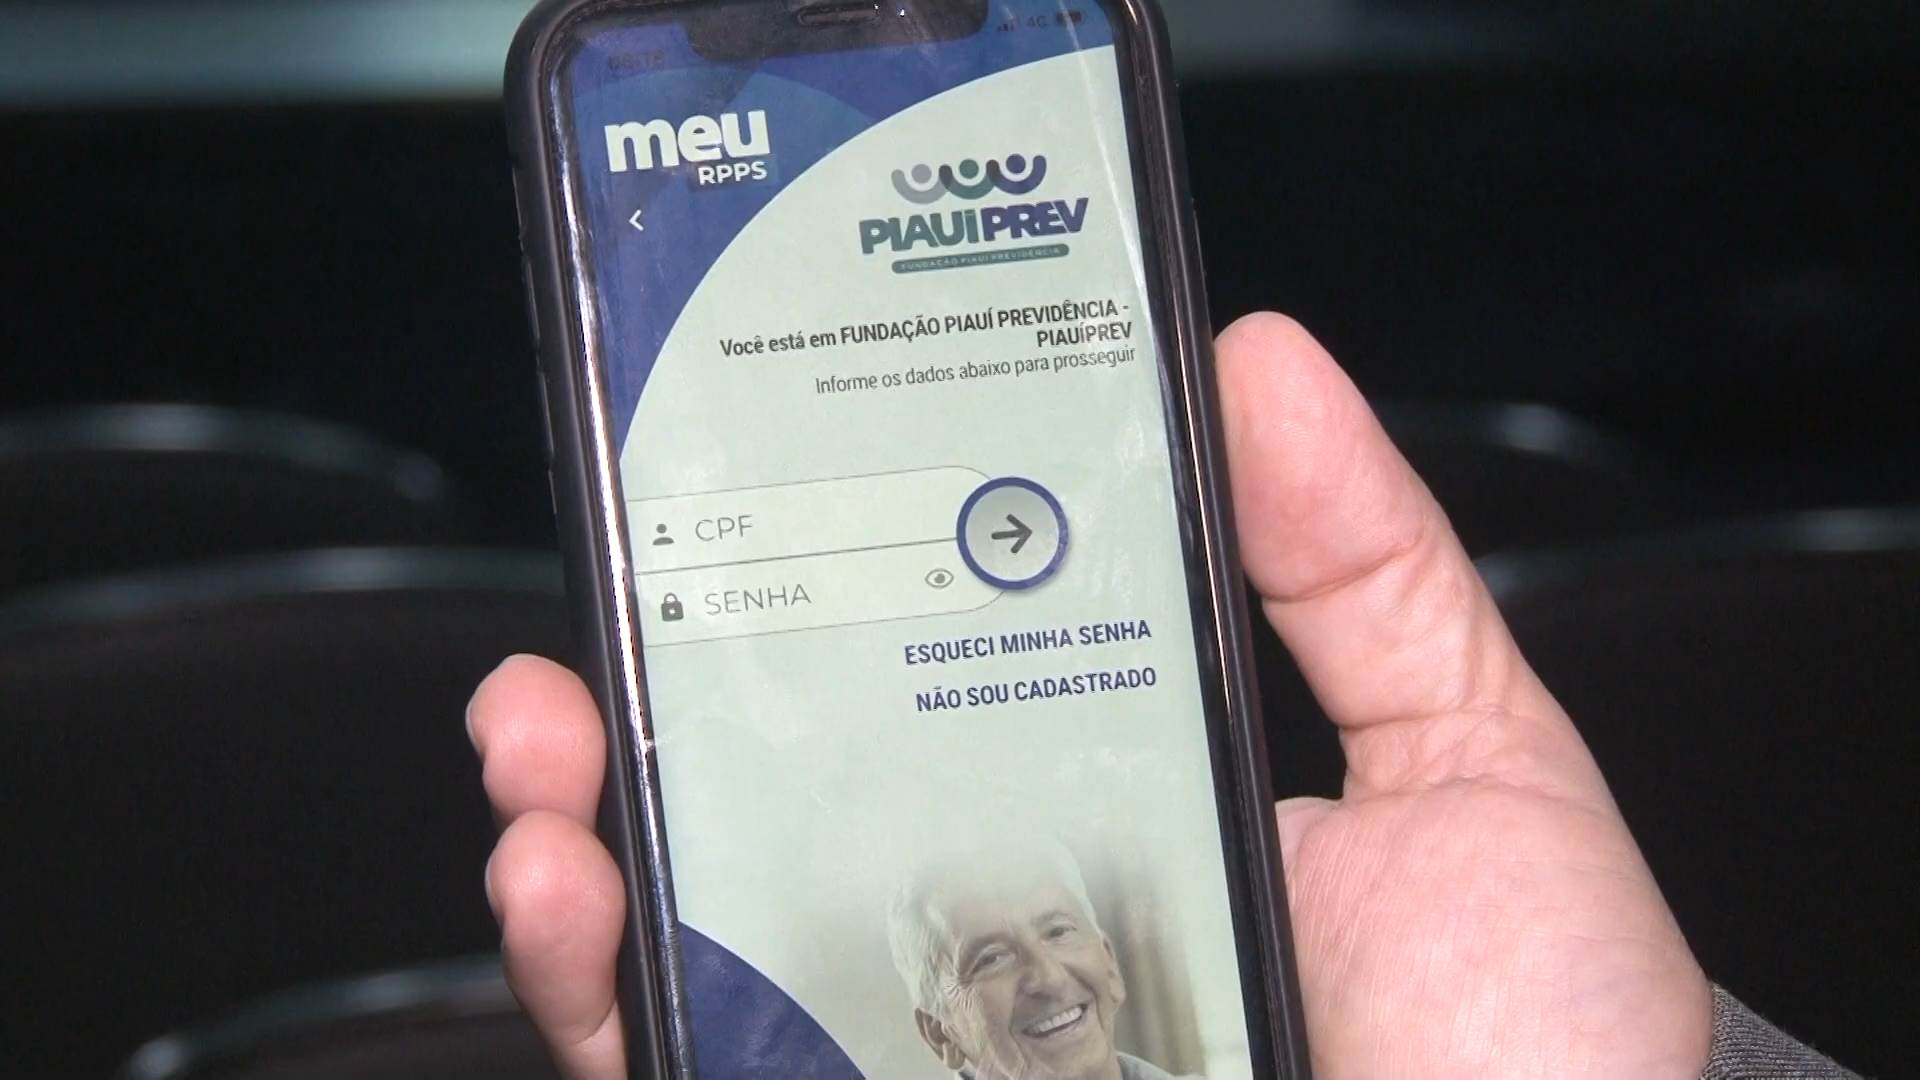 4G
meu
RPPS
PIAUÍPREV
FUNDAÇÃO PIAUÍ PREVIDÊNCIA
Você está em FUNDAÇÃO PIAUÍ PREVIDÊNCIA -
PIAUÍPREV
Informe os dados abaixo para prosseguir
CPF
SENHA
ESQUECI MINHA SENHA
NÃO SOU CADASTRADO